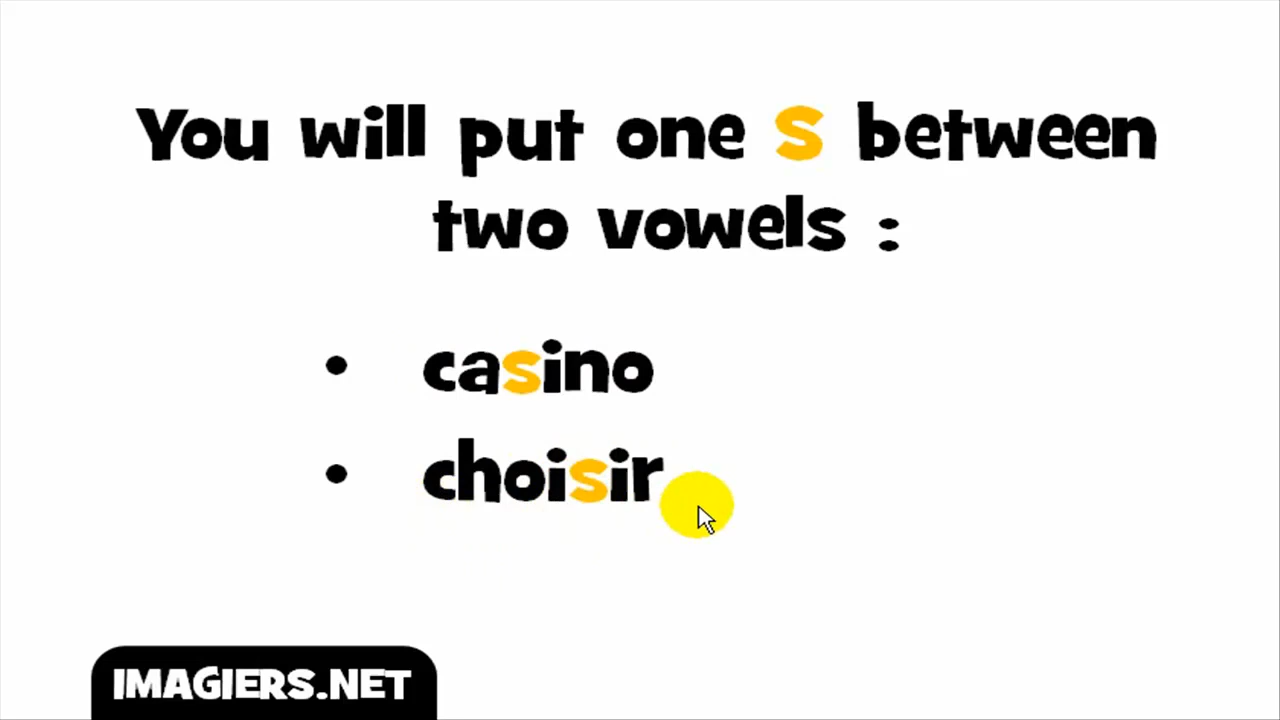 You will put one S between
two vowels :
• casino
• choisir
IMAGIERS.NET